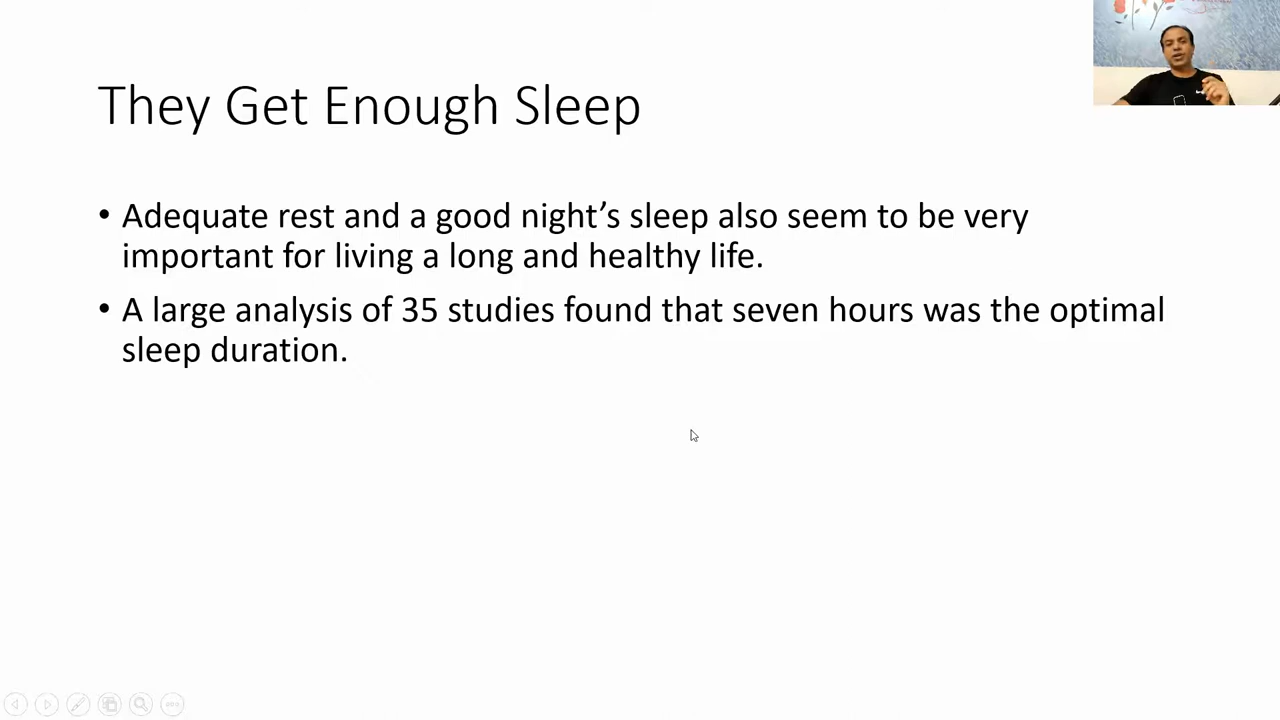 They Get Enough Sleep
• Adequate rest and a good night’s sleep also seem to be very
important for living a long and healthy life.
• A large analysis of 35 studies found that seven hours was the optimal
sleep duration.